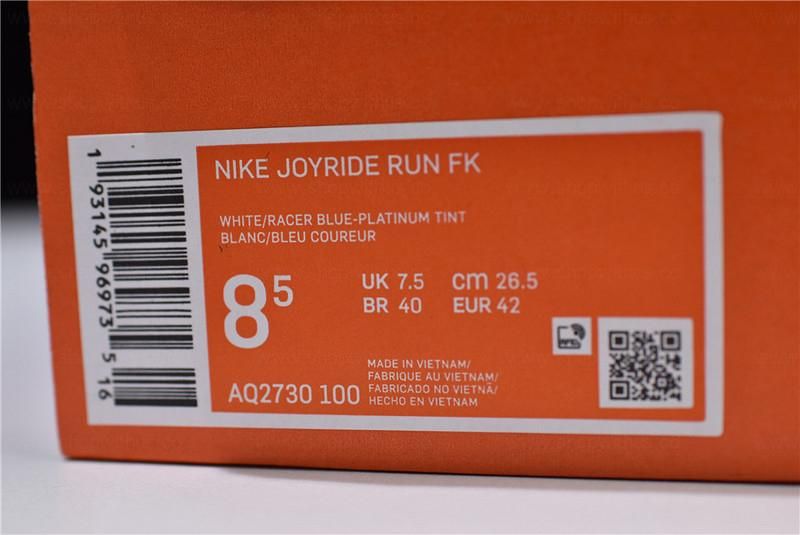 NIKE JOYRIDE RUN FK
WHITE/RACER BLUE-PLATINUM TINT
BLANC/BLEU COUREUR
8 5
UK 7.5 cm 26.5
BR 40 EUR 42
AQ2730 100
MADE IN VIETNAM/
FABRIQUE AU VIETNAM/
FABRICADO NO VIETNÃ/
HECHO EN VIETNAM
1 93145 96973 5 16